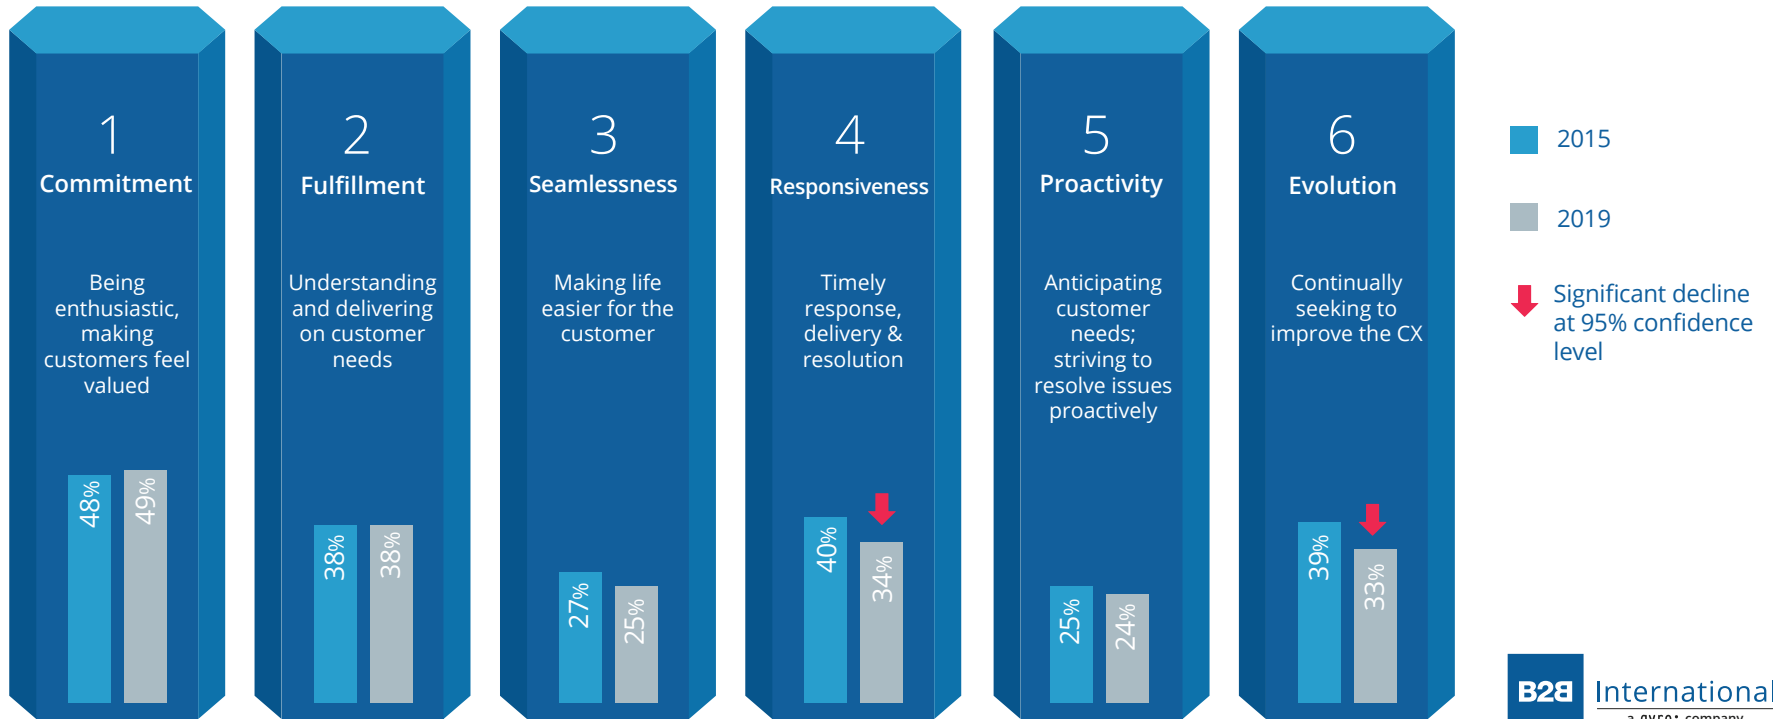 1
Commitment
Being
enthusiastic,
making
customers feel
valued
48%
49%
2
Fulfillment
Understanding
and delivering
on customer
needs
38%
38%
3
Seamlessness
Making life
easier for the
customer
27%
25%
4
Responsiveness
Timely
response,
delivery &
resolution
40%
34%
5
Proactivity
Anticipating
customer
needs;
striving to
resolve issues
proactively
25%
24%
6
Evolution
Continually
seeking to
improve the CX
39%
33%
2015
2019
Significant decline
at 95% confidence
level
B2B International
a gyro: company